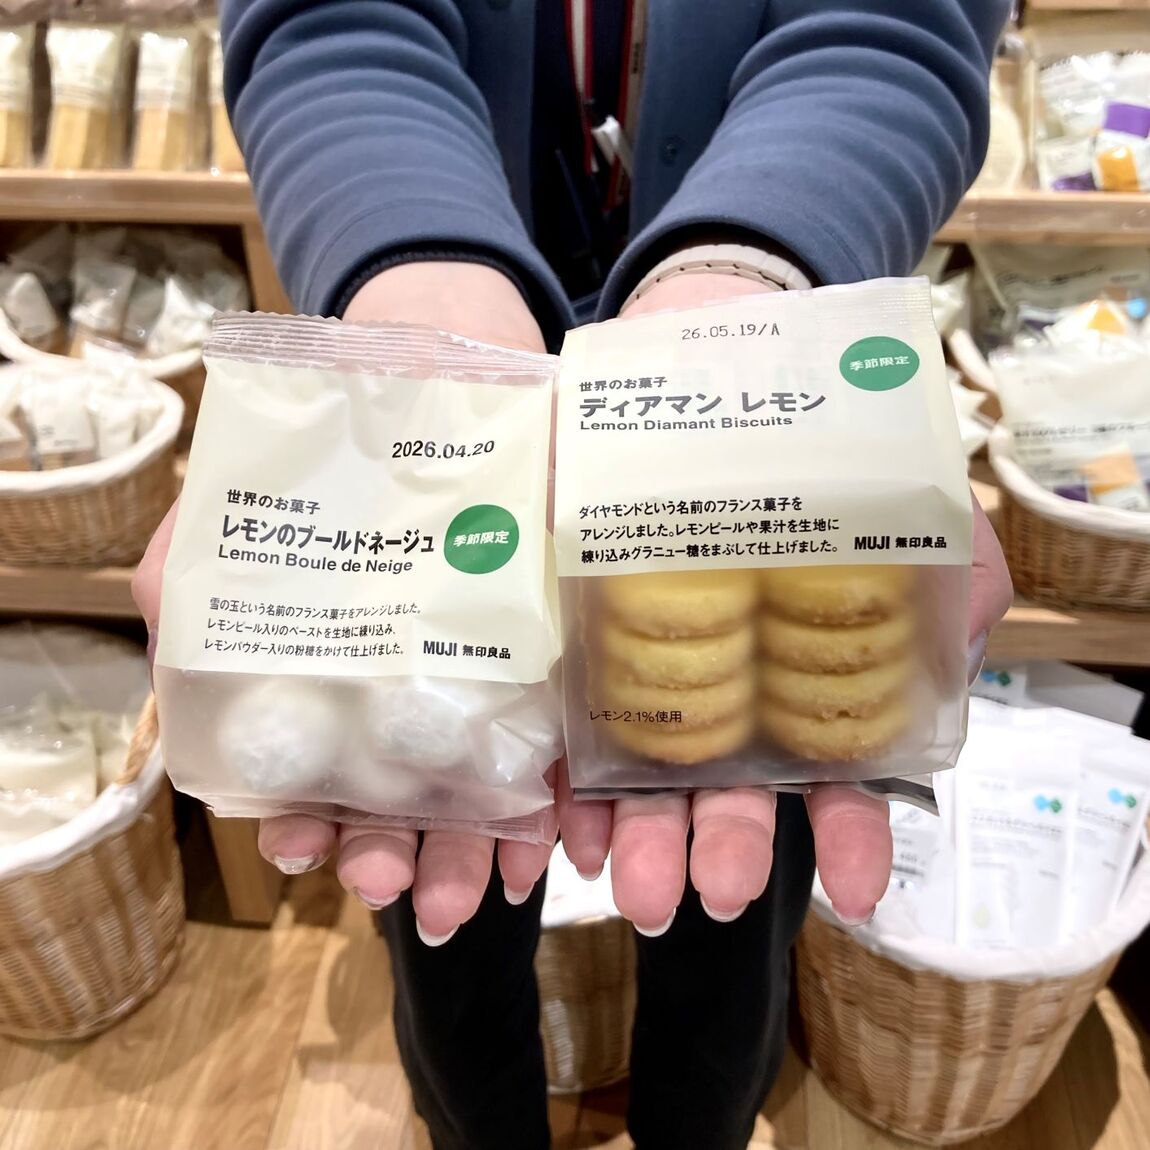 2026.04.20
世界のお菓子
レモンのブールドネージュ
Lemon Boule de Neige
季節限定
雪の玉という名前のフランス菓子をアレンジしました。
レモンピール入りのペーストを生地に練り込み、
レモンパウダー入りの粉糖をかけて仕上げました。
MUJI 無印良品
26.05.19/A
季節限定
世界のお菓子
ディアマン レモン
Lemon Diamant Biscuits
ダイヤモンドという名前のフランス菓子を
アレンジしました。レモンピールや果汁を生地に
練り込みグラニュー糖をまぶして仕上げました。
MUJI 無印良品
レモン2.1%使用